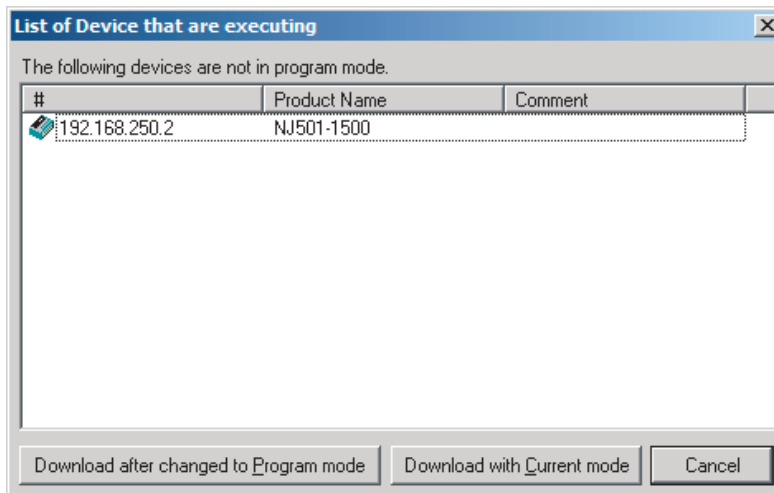 List of Device that are executing
The following devices are not in program mode.
# Product Name Comment
192.168.250.2 NJ501-1500
Download after changed to Program mode Download with Current mode Cancel